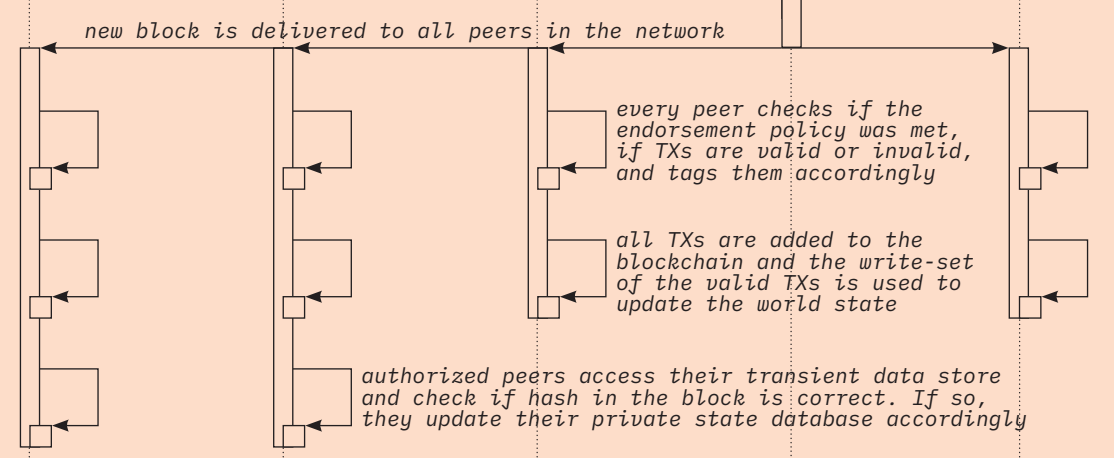 new block is delivered to all peers in the network
every peer checks if the
endorsement policy was met,
if TXs are valid or invalid,
and tags them accordingly
all TXs are added to the
blockchain and the write-set
of the valid TXs is used to
update the world state
authorized peers access their transient data store
and check if hash in the block is correct. If so,
they update their private state database accordingly